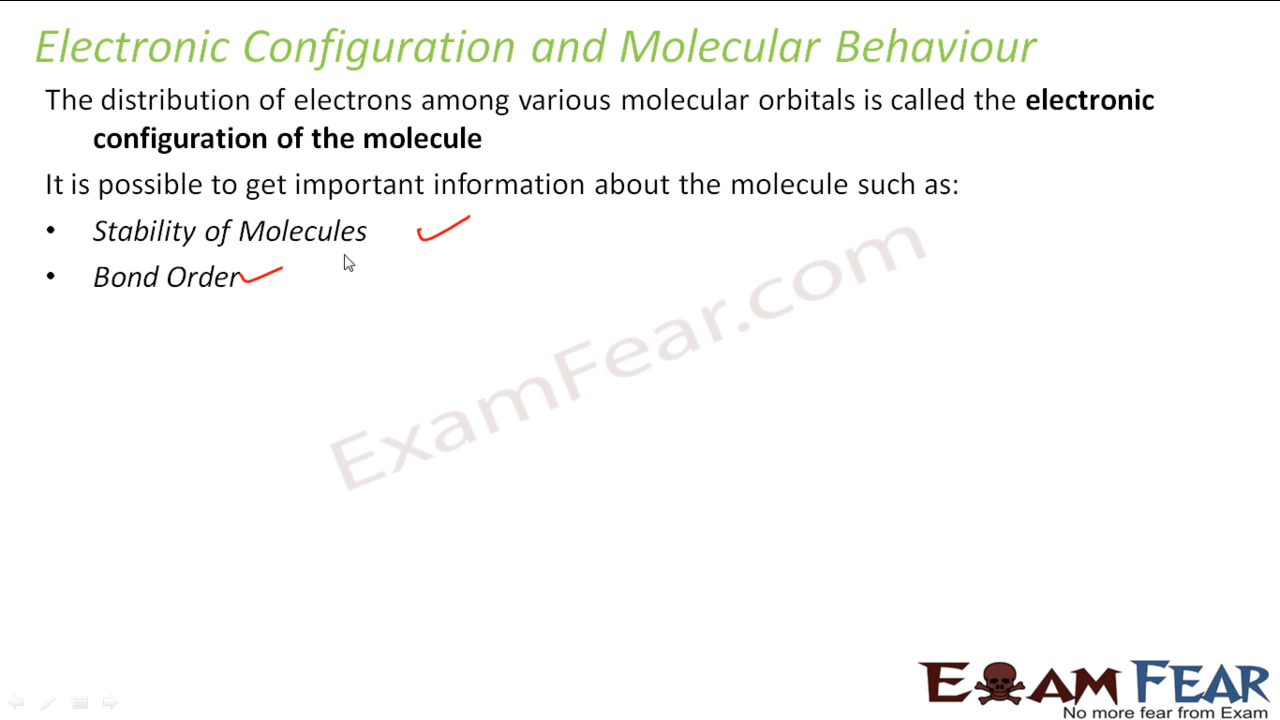 Electronic Configuration and Molecular Behaviour
The distribution of electrons among various molecular orbitals is called the electronic
configuration of the molecule
It is possible to get important information about the molecule such as:
• Stability of Molecules
• Bond Order
ExamFear.com
EXAM FEAR
No more fear from Exam